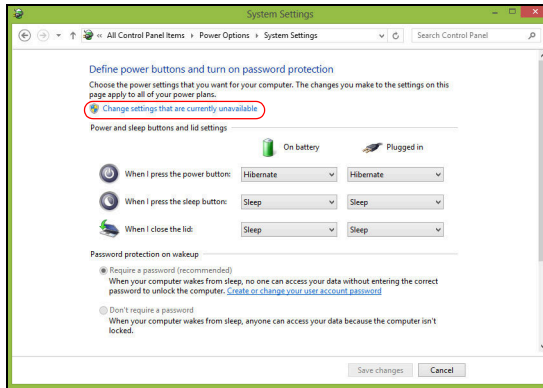 System Settings
« All Control Panel Items › Power Options › System Settings
Search Control Panel
Define power buttons and turn on password protection
Choose the power settings that you want for your computer. The changes you make to the settings on this
page apply to all of your power plans.
Change settings that are currently unavailable
Power and sleep buttons and lid settings
On battery Plugged in
When I press the power button: Hibernate Hibernate
When I press the sleep button: Sleep Sleep
When I close the lid: Sleep Sleep
Password protection on wakeup
Require a password (recommended)
When your computer wakes from sleep, no one can access your data without entering the correct
password to unlock the computer. Create or change your user account password
Don't require a password
When your computer wakes from sleep, anyone can access your data because the computer isn't
locked.
Save changes Cancel